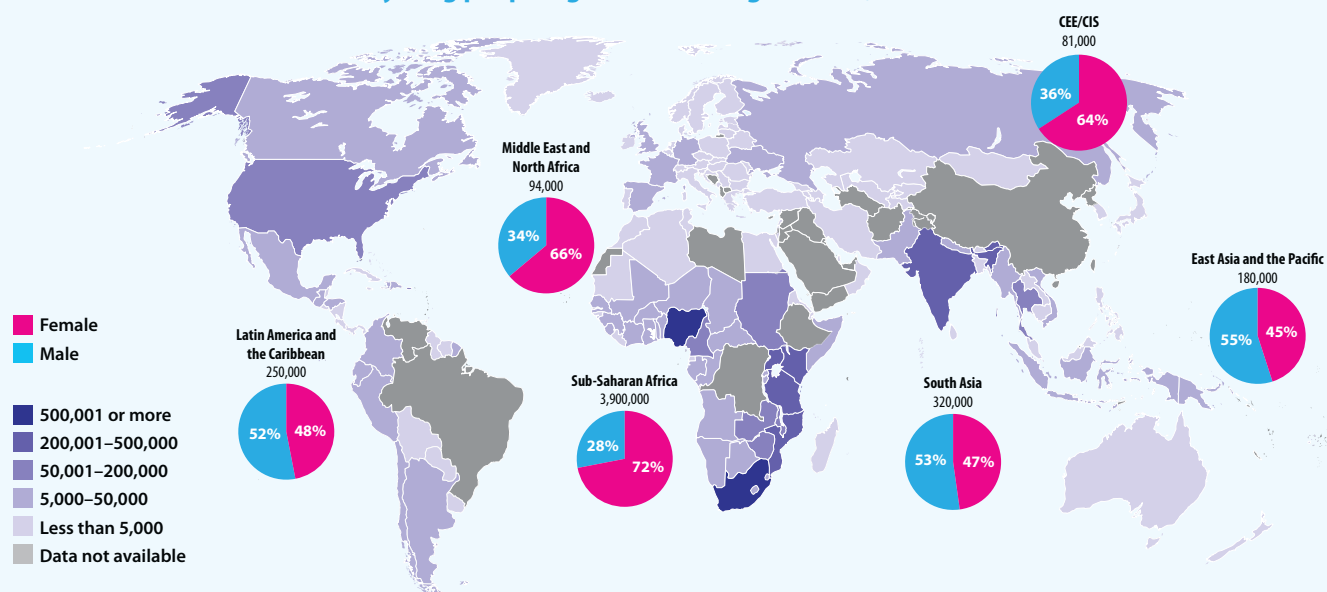 CEE/CIS
81,000
36%
64%
Middle East and
North Africa
94,000
34%
66%
East Asia and the Pacific
180,000
55%
45%
Female
Male
Latin America and
the Caribbean
250,000
52%
48%
Sub-Saharan Africa
3,900,000
28%
72%
South Asia
320,000
53%
47%
500,001 or more
200,001–500,000
50,001–200,000
5,000–50,000
Less than 5,000
Data not available